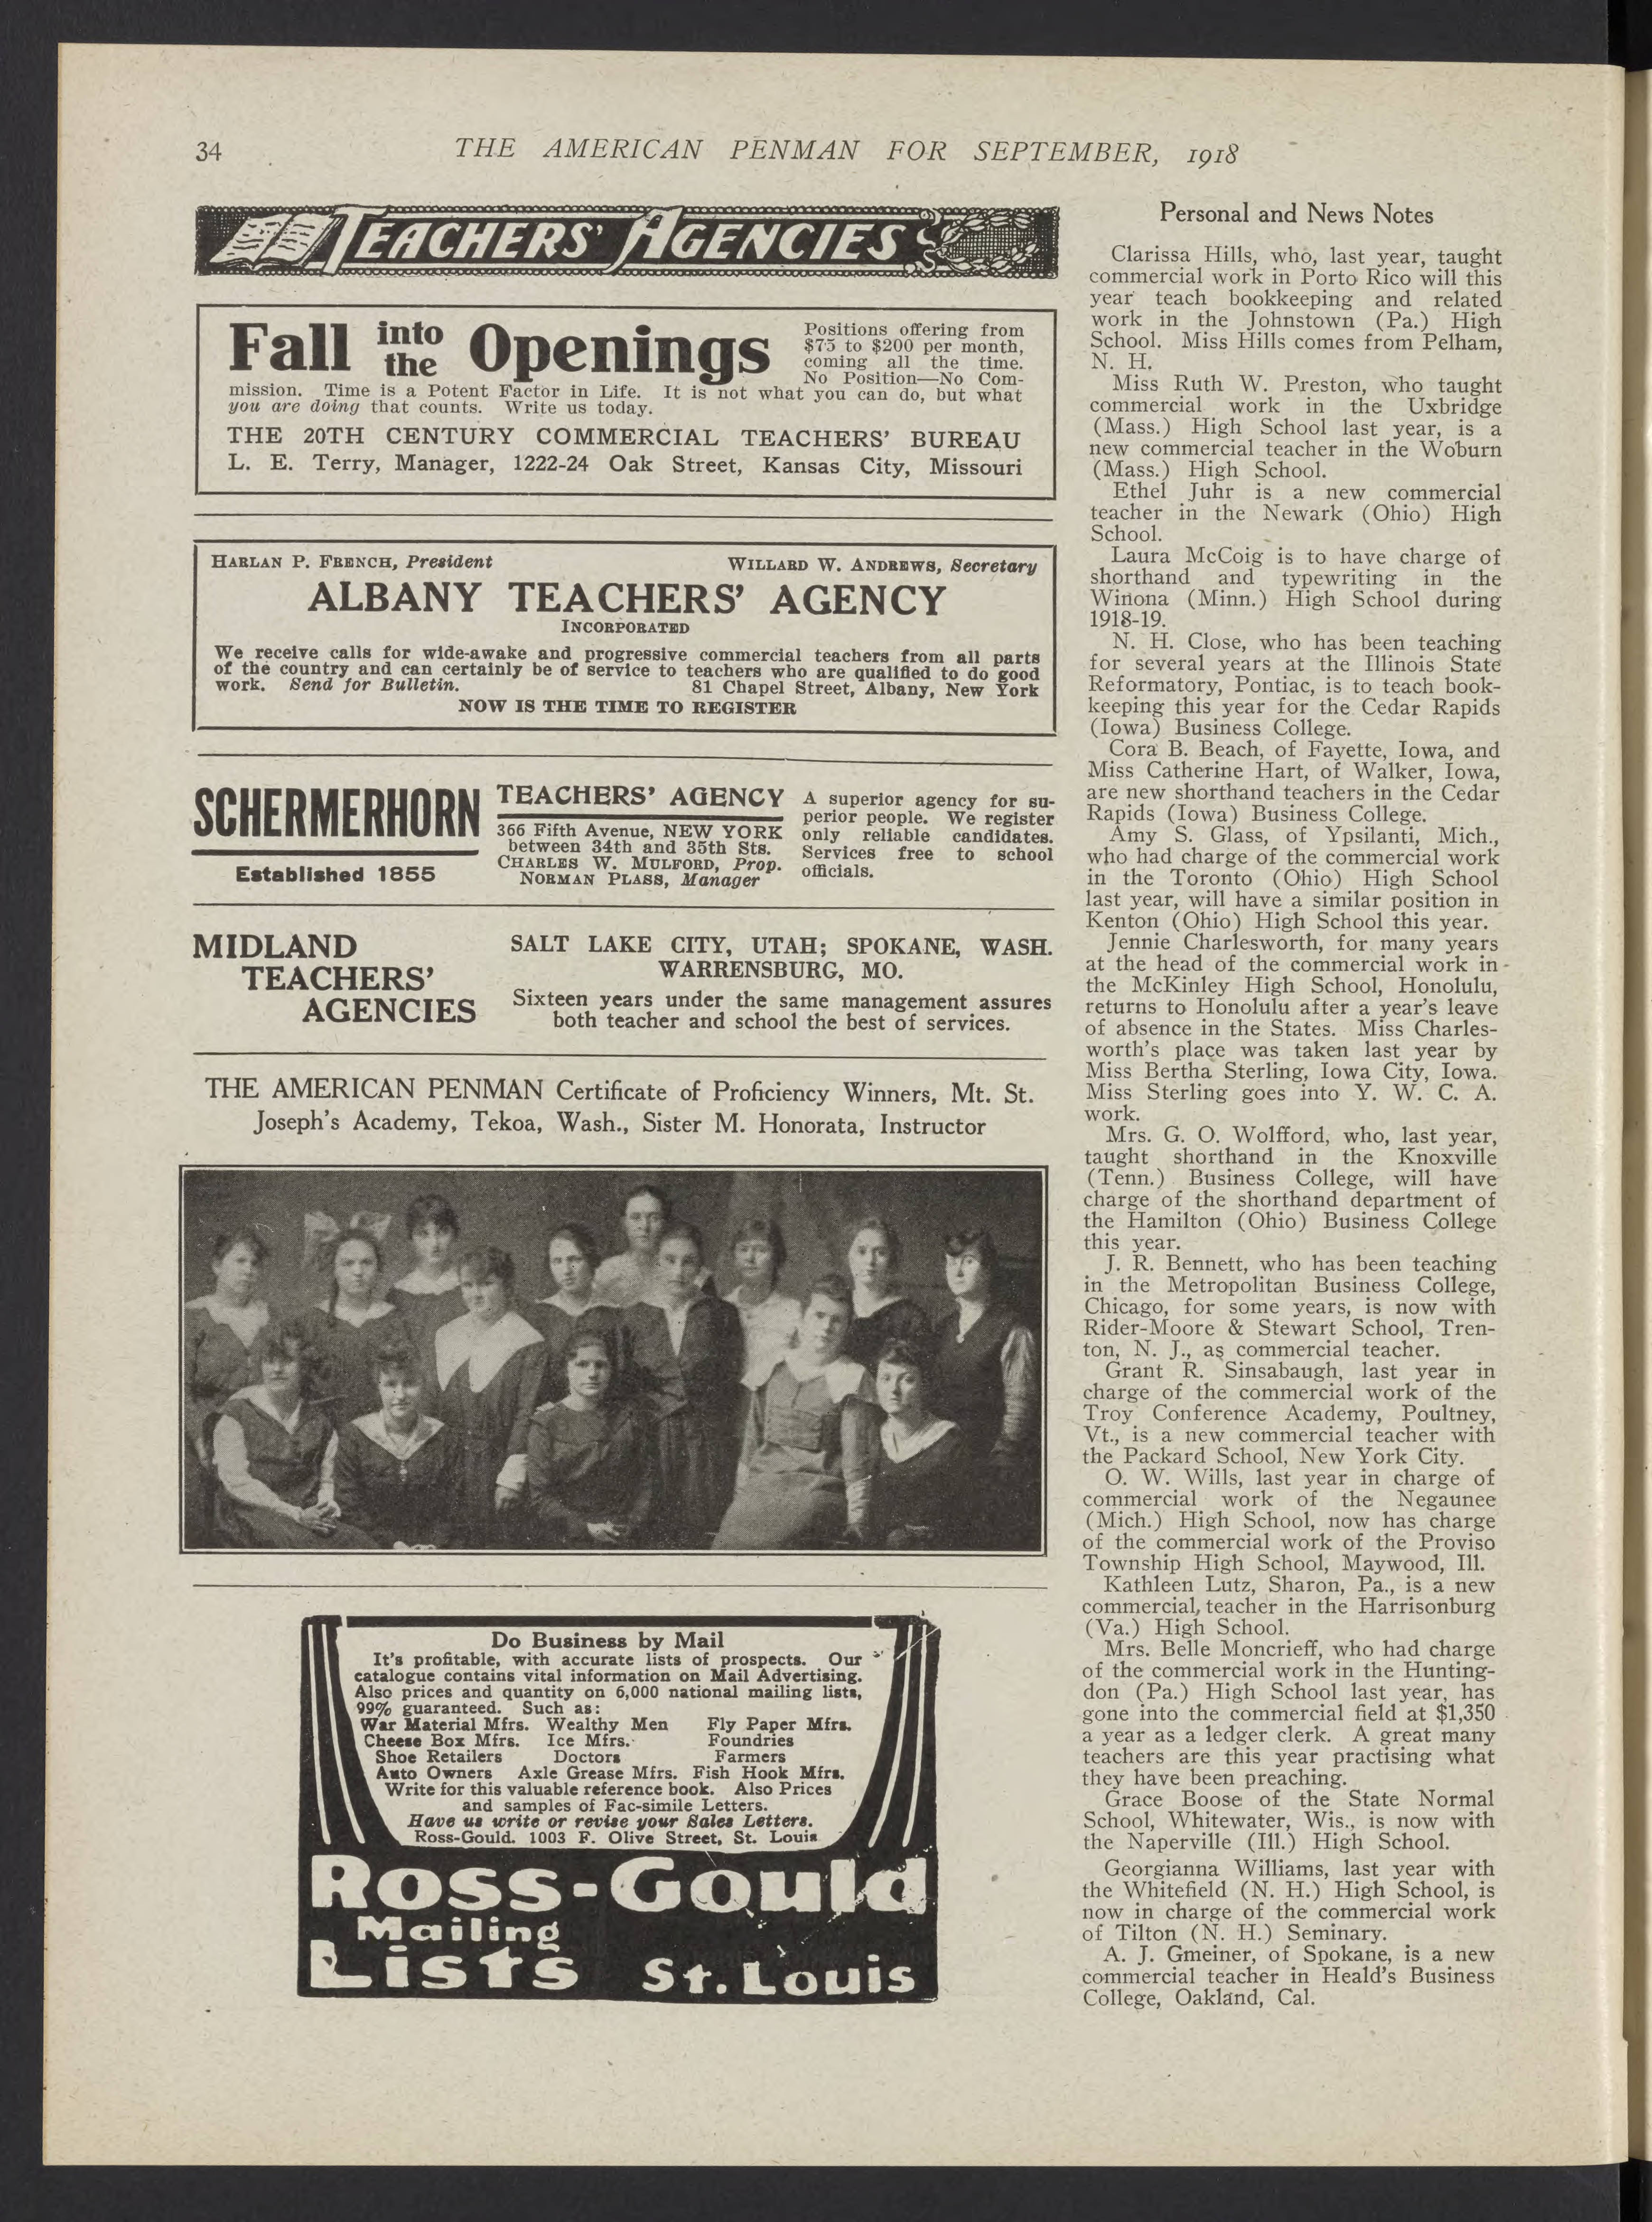 34
THE AMERICAN PENMAN FOR SEPTEMBER, 1918
TEACHERS' AGENCIES
Fall into the Openings
Positions offering from
$75 to $200 per month,
coming all the time.
No Position—No Com-
mission. Time is a Potent Factor in Life. It is not what you can do, but what
you are doing that counts. Write us today.
THE 20TH CENTURY COMMERCIAL TEACHERS' BUREAU
L. E. Terry, Manager, 1222-24 Oak Street, Kansas City, Missouri
HARLAN P. FRENCH, President WILLARD W. ANDREWS, Secretary
ALBANY TEACHERS' AGENCY
INCORPORATED
We receive calls for wide-awake and progressive commercial teachers from all parts
of the country and can certainly be of service to teachers who are qualified to do good
work. Send for Bulletin. 81 Chapel Street, Albany, New York
NOW IS THE TIME TO REGISTER
SCHERMERHORN
Established 1855
TEACHERS' AGENCY
366 Fifth Avenue, NEW YORK
between 34th and 35th Sts.
CHARLES W. MULFORD, Prop.
NORMAN PLASS, Manager
A superior agency for su-
perior people. We register
only reliable candidates.
Services free to school
officials.
MIDLAND
TEACHERS'
AGENCIES
SALT LAKE CITY, UTAH; SPOKANE, WASH.
WARRENSBURG, MO.
Sixteen years under the same management assures
both teacher and school the best of services.
THE AMERICAN PENMAN Certificate of Proficiency Winners, Mt. St.
Joseph's Academy, Tekoa, Wash., Sister M. Honorata, Instructor
Do Business by Mail
It's profitable, with accurate lists of prospects. Our
catalogue contains vital information on Mail Advertising.
Also prices and quantity on 6,000 national mailing lists,
99% guaranteed. Such as:
War Material Mfrs. Wealthy Men Fly Paper Mfrs.
Cheese Box Mfrs. Ice Mfrs. Foundries
Shoe Retailers Doctors Farmers
Auto Owners Axle Grease Mfrs. Fish Hook Mfrs.
Write for this valuable reference book. Also Prices
and samples of Fac-simile Letters.
Have us write or revise your Sales Letters.
Ross-Gould. 1003 F. Olive Street, St. Louis
Ross-Gould
Mailing
Lists St. Louis
Personal and News Notes
Clarissa Hills, who, last year, taught
commercial work in Porto Rico will this
year teach bookkeeping and related
work in the Johnstown (Pa.) High
School. Miss Hills comes from Pelham,
N. H.
Miss Ruth W. Preston, who taught
commercial work in the Uxbridge
(Mass.) High School last year, is a
new commercial teacher in the Woburn
(Mass.) High School.
Ethel Juhr is a new commercial
teacher in the Newark (Ohio) High
School.
Laura McCoig is to have charge of
shorthand and typewriting in the
Winona (Minn.) High School during
1918-19.
N. H. Close, who has been teaching
for several years at the Illinois State
Reformatory, Pontiac, is to teach book-
keeping this year for the Cedar Rapids
(Iowa) Business College.
Cora B. Beach, of Fayette, Iowa, and
Miss Catherine Hart, of Walker, Iowa,
are new shorthand teachers in the Cedar
Rapids (Iowa) Business College.
Amy S. Glass, of Ypsilanti, Mich.,
who had charge of the commercial work
in the Toronto (Ohio) High School
last year, will have a similar position in
Kenton (Ohio) High School this year.
Jennie Charlesworth, for many years
at the head of the commercial work in
the McKinley High School, Honolulu,
returns to Honolulu after a year's leave
of absence in the States. Miss Charles-
worth's place was taken last year by
Miss Bertha Sterling, Iowa City, Iowa.
Miss Sterling goes into Y. W. C. A.
work.
Mrs. G. O. Wolfford, who, last year,
taught shorthand in the Knoxville
(Tenn.) Business College, will have
charge of the shorthand department of
the Hamilton (Ohio) Business College
this year.
J. R. Bennett, who has been teaching
in the Metropolitan Business College,
Chicago, for some years, is now with
Rider-Moore & Stewart School, Tren-
ton, N. J., as commercial teacher.
Grant R. Sinsabaugh, last year in
charge of the commercial work of the
Troy Conference Academy, Poultney,
Vt., is a new commercial teacher with
the Packard School, New York City.
O. W. Wills, last year in charge of
commercial work of the Negaunee
(Mich.) High School, now has charge
of the commercial work of the Proviso
Township High School, Maywood, Ill.
Kathleen Lutz, Sharon, Pa., is a new
commercial teacher in the Harrisonburg
(Va.) High School.
Mrs. Belle Moncrieff, who had charge
of the commercial work in the Hunting-
don (Pa.) High School last year, has
gone into the commercial field at $1,350
a year as a ledger clerk. A great many
teachers are this year practising what
they have been preaching.
Grace Boose of the State Normal
School, Whitewater, Wis., is now with
the Naperville (Ill.) High School.
Georgianna Williams, last year with
the Whitefield (N. H.) High School, is
now in charge of the commercial work
of Tilton (N. H.) Seminary.
A. J. Gmeiner, of Spokane, is a new
commercial teacher in Heald's Business
College, Oakland, Cal.